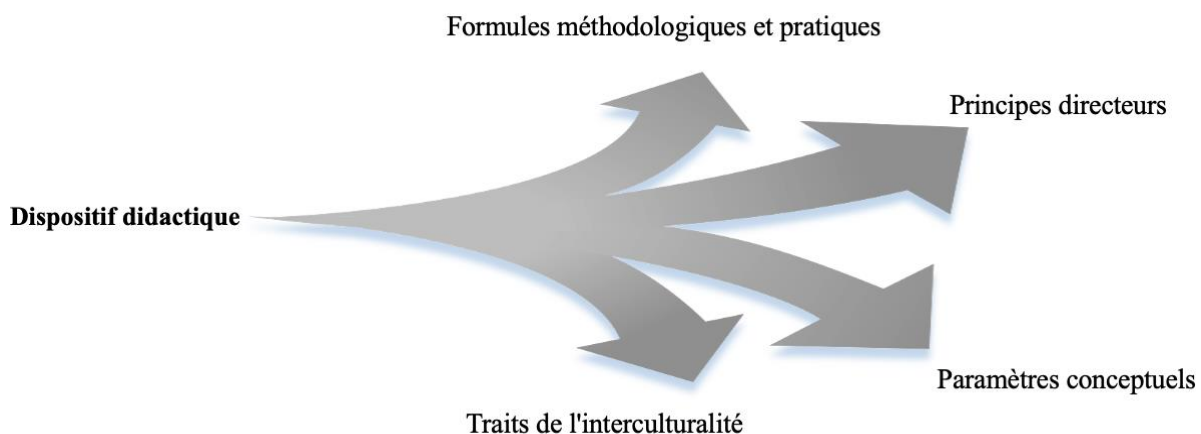 Formules méthodologiques et pratiques
Principes directeurs
Dispositif didactique
Paramètres conceptuels
Traits de l'interculturalité